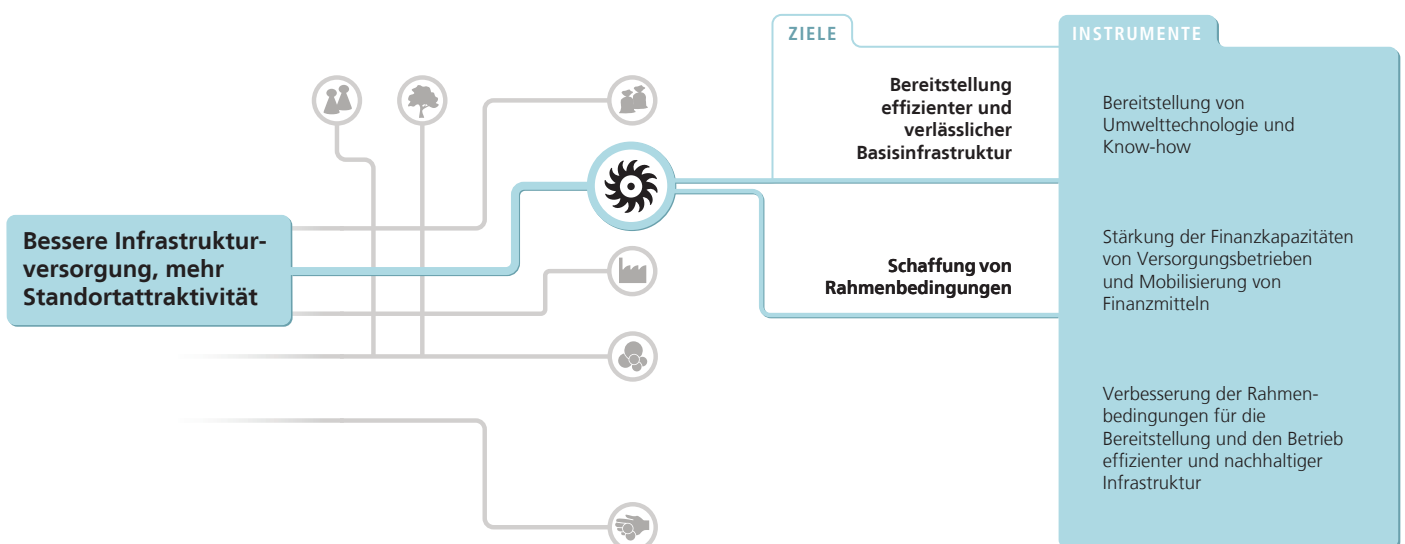 Bessere Infrastruktur-
versorgung, mehr
Standortattraktivität
ZIELE
Bereitstellung
effizienter und
verlässlicher
Basisinfrastruktur
Schaffung von
Rahmenbedingungen
INSTRUMENTE
Bereitstellung von
Umwelttechnologie und
Know-how
Stärkung der Finanzkapazitäten
von Versorgungsbetrieben
und Mobilisierung von
Finanzmitteln
Verbesserung der Rahmen-
bedingungen für die
Bereitstellung und den Betrieb
effizienter und nachhaltiger
Infrastruktur